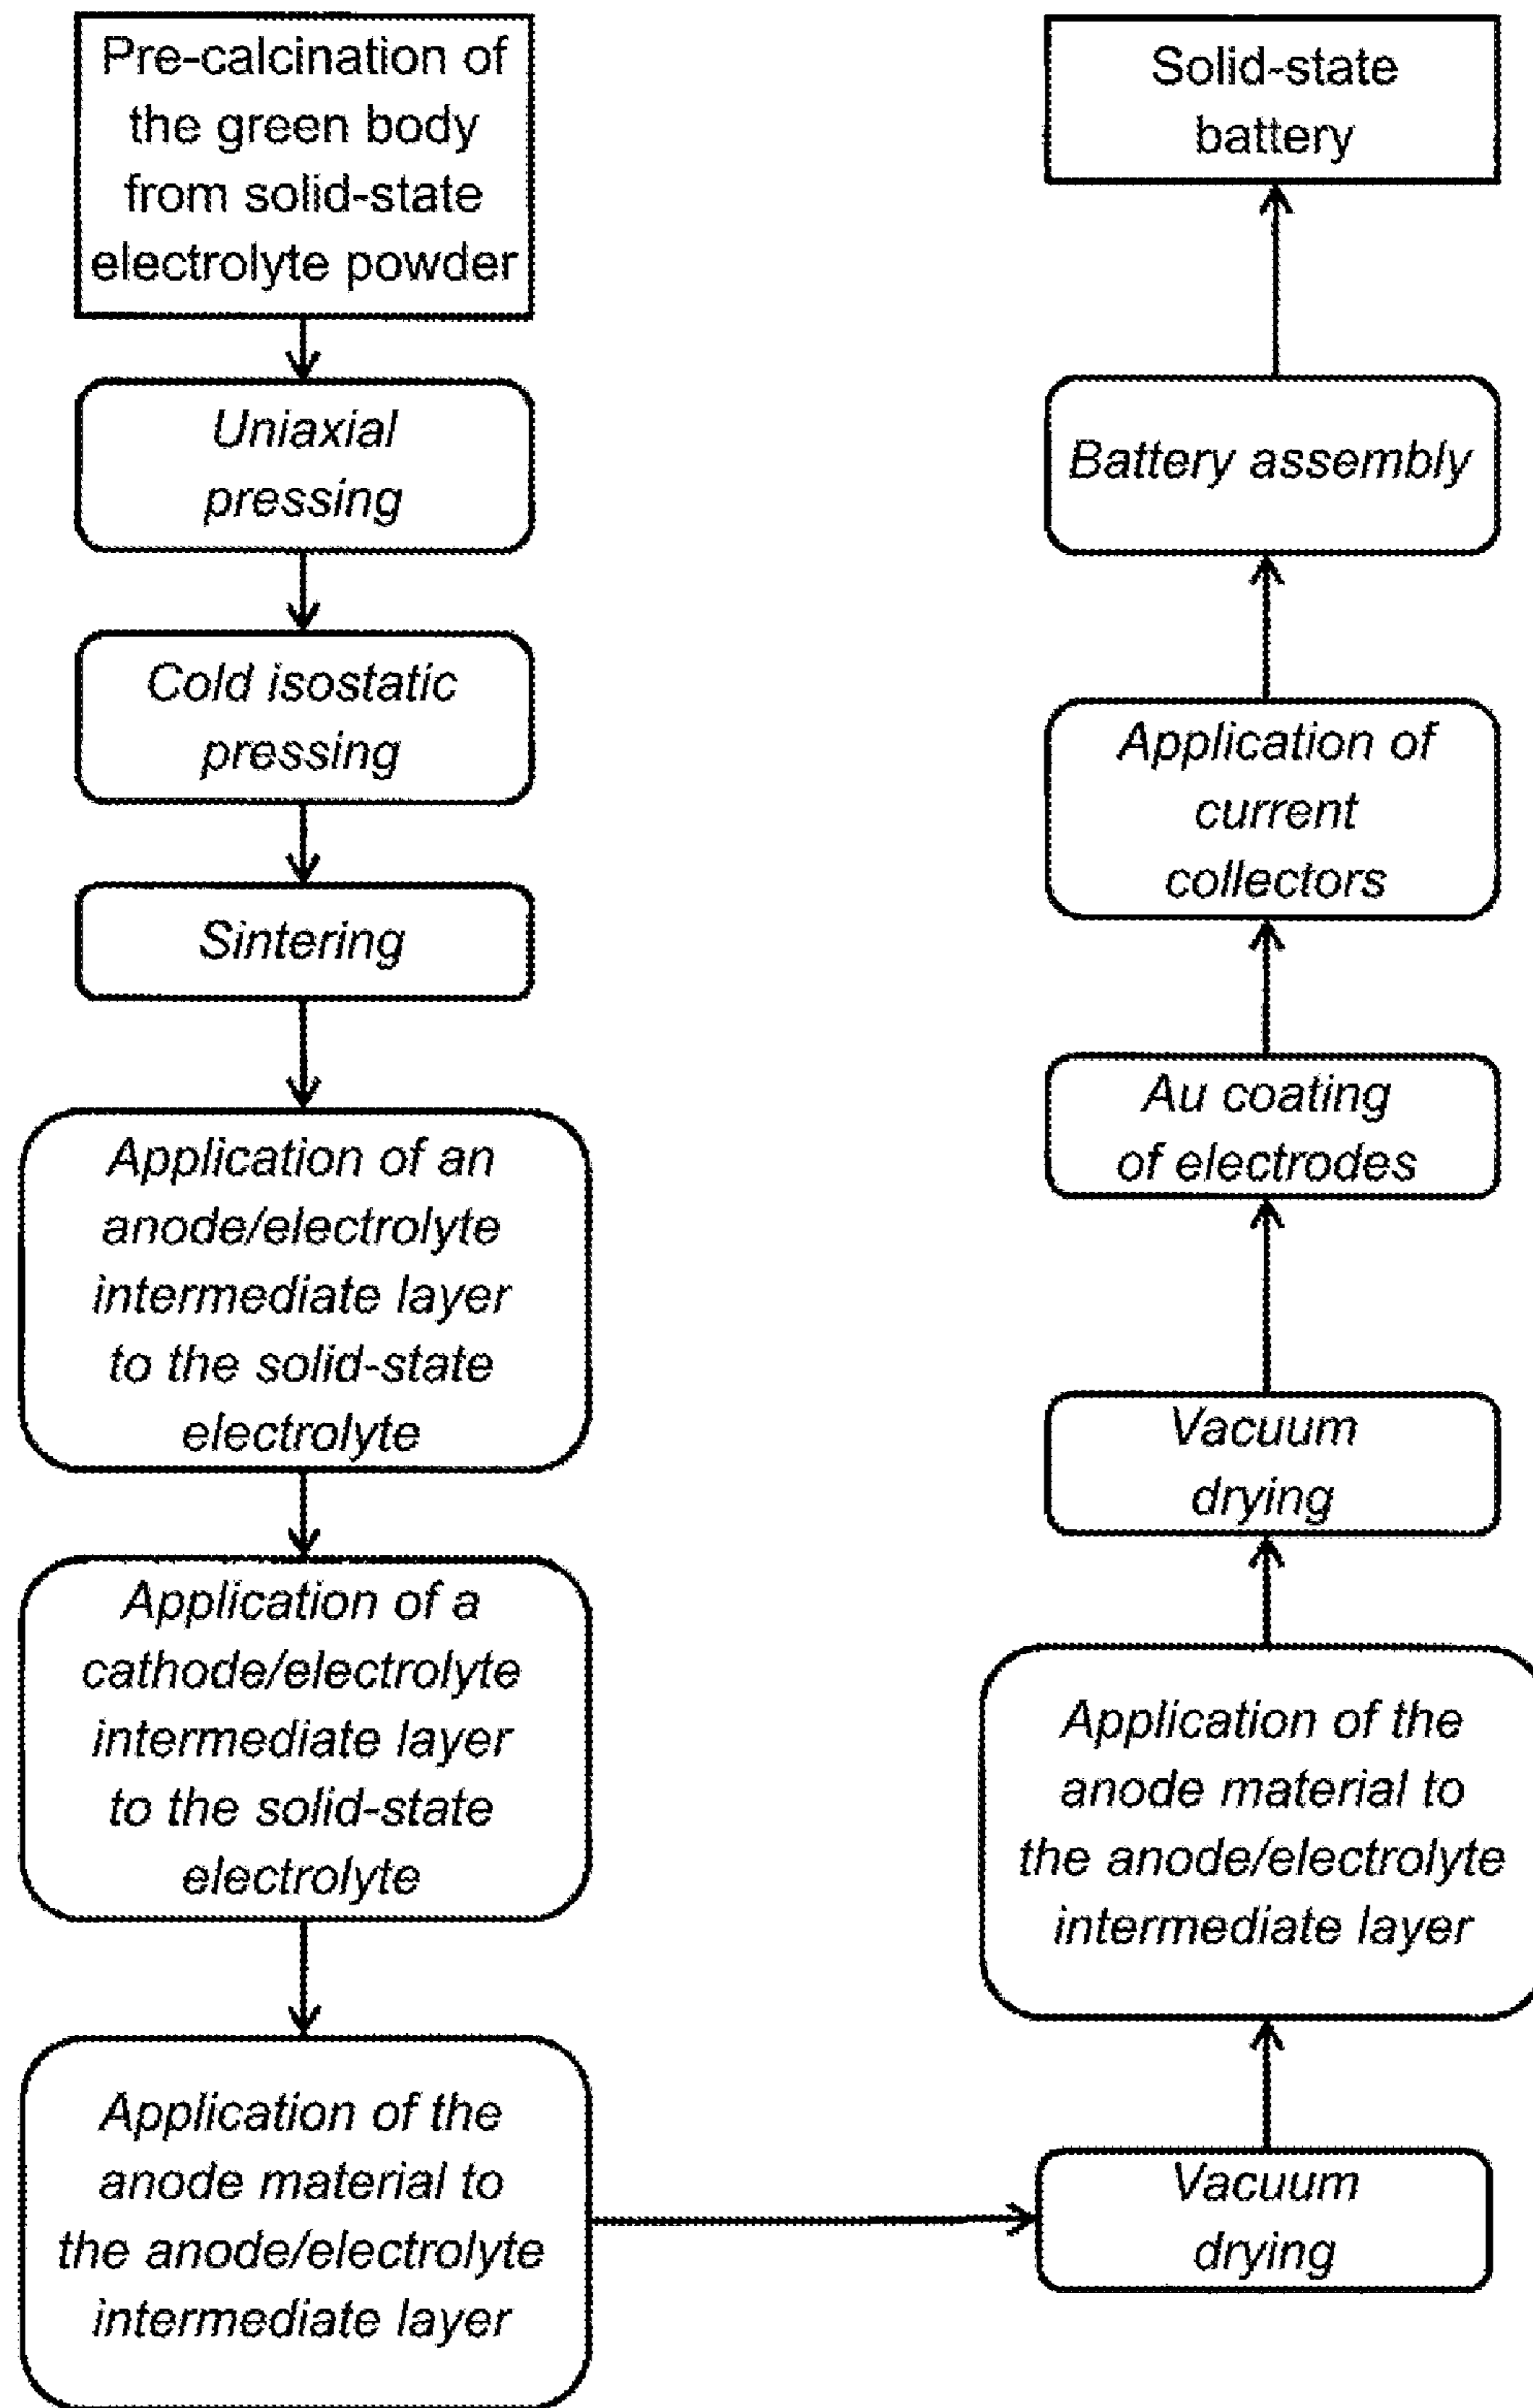 Pre-calcination of
the green body
from solid-state
electrolyte powder
Uniaxial
pressing
Cold isostatic
pressing
Sintering
Application of an
anode/electrolyte
intermediate layer
to the solid-state
electrolyte
Application of a
cathode/electrolyte
intermediate layer
to the solid-state
electrolyte
Application of the
anode material to
the anode/electrolyte
intermediate layer
Vacuum
drying
Application of the
anode material to
the anode/electrolyte
intermediate layer
Vacuum
drying
Au coating
of electrodes
Application of
current
collectors
Battery assembly
Solid-state
battery